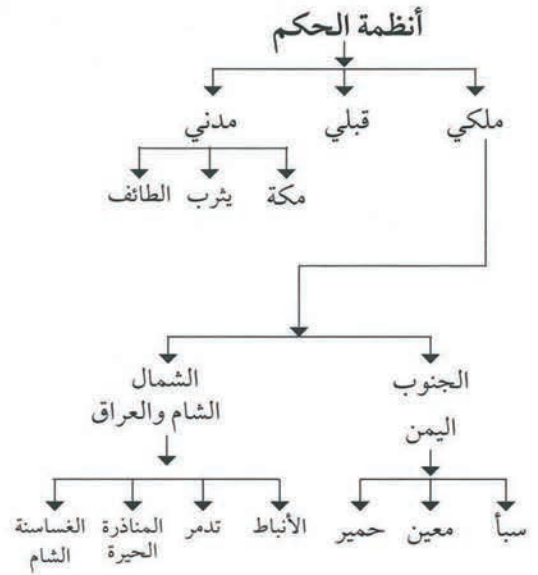 أنظمة الحكم
ملكي قبلي مدني
مكة يثرب الطائف
الجنوب
اليمن
سبأ معين حمير
الشمال
الشام والعراق
الأنباط تدمر المناذرة الغساسنة
الحيرة الشام